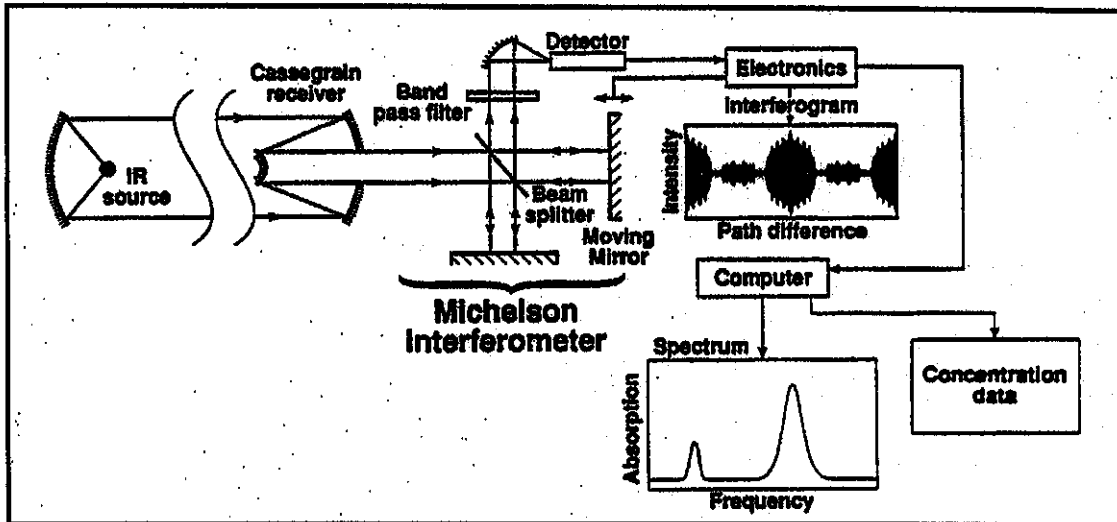 Detector
Cassegrain
receiver
Band
pass filter
Electronics
Interferogram
IR
source
Intensity
Beam
splitter
Moving
Mirror
Path difference
Michelson
Interferometer
Computer
Spectrum
Absorption
Frequency
Concentration
data